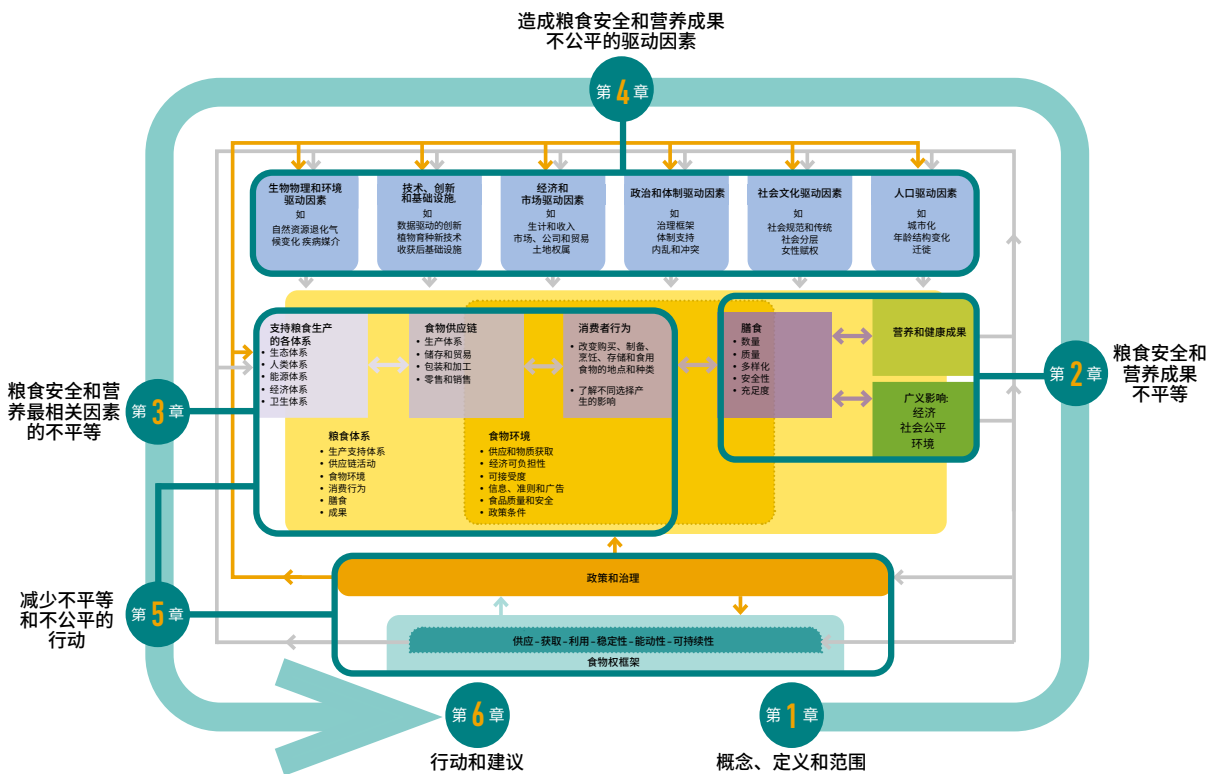 造成粮食安全和营养成果
不公平的驱动因素
第 4 章
生物物理和环境
驱动因素
如
自然资源退化气
候变化 疾病媒介
技术、创新
和基础设施.
如
数据驱动的创新
植物育种新技术
收获后基础设施
经济和
市场驱动因素
如
生计和收入
市场、公司和贸易
土地权属
政治和体制驱动因素
如
治理框架
体制支持
内乱和冲突
社会文化驱动因素
如
社会规范和传统
社会分层
女性赋权
人口驱动因素
如
城市化
年龄结构变化
迁徙
支持粮食生产
的各体系
• 生态体系
• 人类体系
• 能源体系
• 经济体系
• 卫生体系
食物供应链
• 生产体系
• 储存和贸易
• 包装和加工
• 零售和销售
消费者行为
• 改变购买、制备、
烹饪、存储和食用
食物的地点和种类
• 了解不同选择产
生的影响
膳食
• 数量
• 质量
• 多样化
• 安全性
• 充足度
营养和健康成果
广义影响:
经济
社会公平
环境
粮食安全和
营养成果
不平等
第 2 章
粮食安全和营
养最相关因素
的不平等
第 3 章
粮食体系
• 生产支持体系
• 供应链活动
• 食物环境
• 消费行为
• 膳食
• 成果
食物环境
• 供应和物质获取
• 经济可负担性
• 可接受度
• 信息、准则和广告
• 食品质量和安全
• 政策条件
政策和治理
减少不平等
和不公平的
行动
第 5 章
供应–获取–利用–稳定性–能动性–可持续性
食物权框架
第 6 章
行动和建议
第 1 章
概念、定义和范围